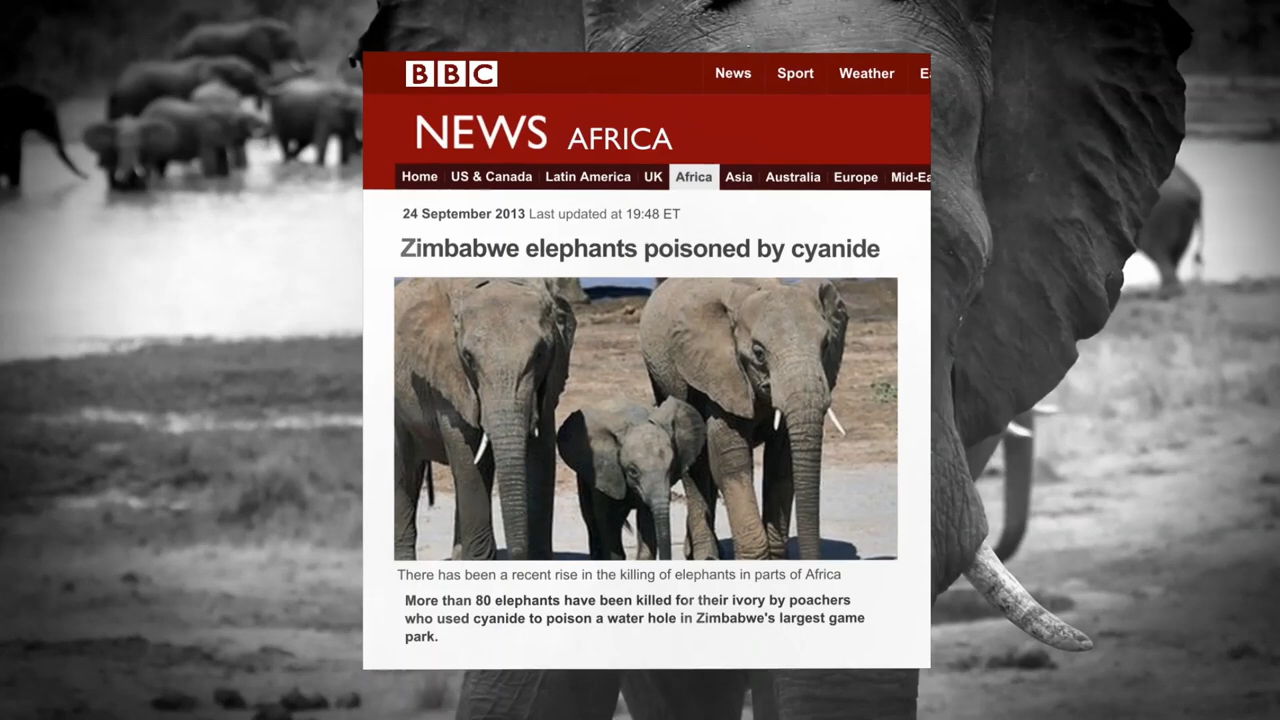 BBC News Sport Weather
NEWS AFRICA
Home US & Canada Latin America UK Africa Asia Australia Europe
24 September 2013 Last updated at 19:48 ET
Zimbabwe elephants poisoned by cyanide
There has been a recent rise in the killing of elephants in parts of Africa
More than 80 elephants have been killed for their ivory by poachers
who used cyanide to poison a water hole in Zimbabwe's largest game
park.